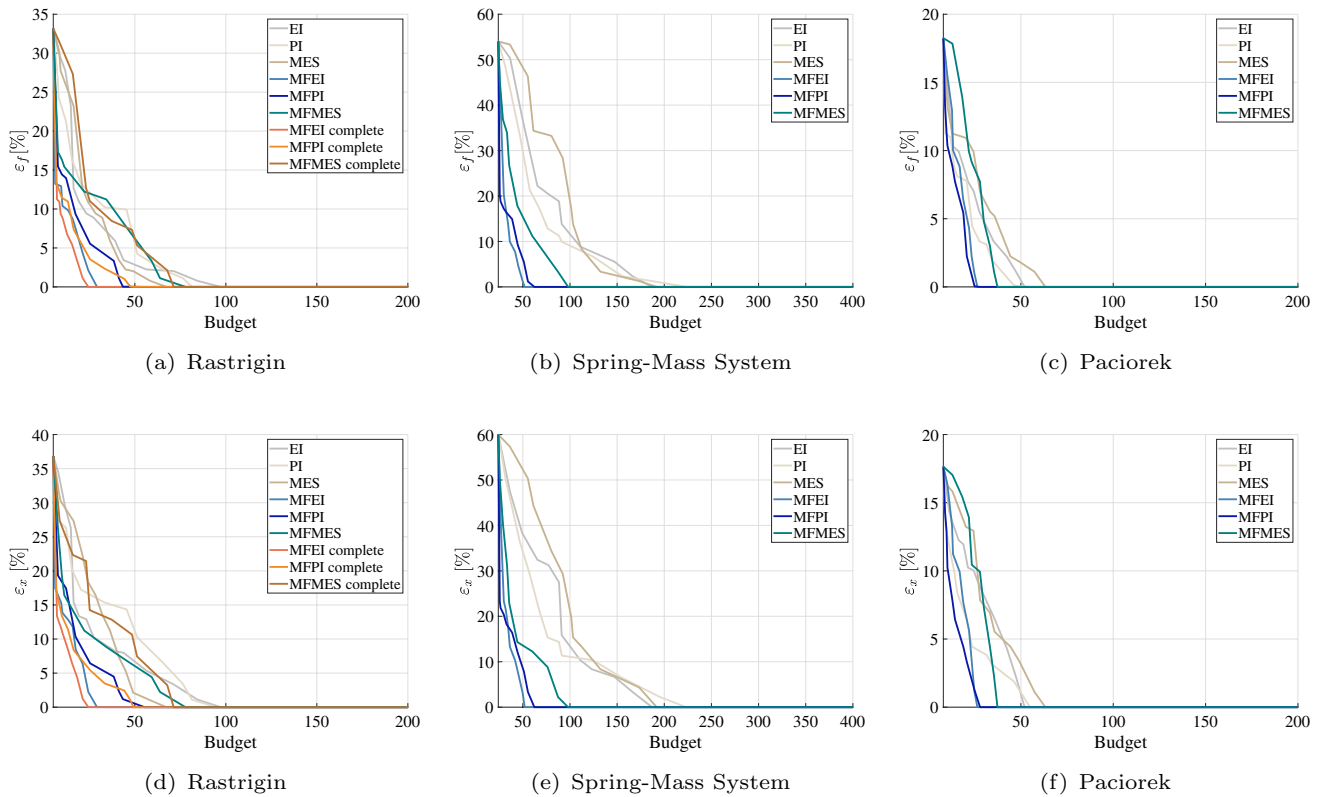 35
30
25
20
15
10
5
0
εf[%]
50
100
150
200
Budget
EI
PI
MES
MFEI
MFPI
MFMES
MFEI complete
MFPI complete
MFMES complete
(a) Rastrigin
60
50
40
30
20
10
0
εf[%]
50
100
150
200
250
300
350
400
Budget
EI
PI
MES
MFEI
MFPI
MFMES
(b) Spring-Mass System
20
15
10
5
0
εf[%]
50
100
150
200
Budget
EI
PI
MES
MFEI
MFPI
MFMES
(c) Paciorek
40
35
30
25
20
15
10
5
0
εx [%]
50
100
150
200
Budget
EI
PI
MES
MFEI
MFPI
MFMES
MFEI complete
MFPI complete
MFMES complete
(d) Rastrigin
60
50
40
30
20
10
0
εx [%]
50
100
150
200
250
300
350
400
Budget
EI
PI
MES
MFEI
MFPI
MFMES
(e) Spring-Mass System
20
15
10
5
0
εx [%]
50
100
150
200
Budget
EI
PI
MES
MFEI
MFPI
MFMES
(f) Paciorek